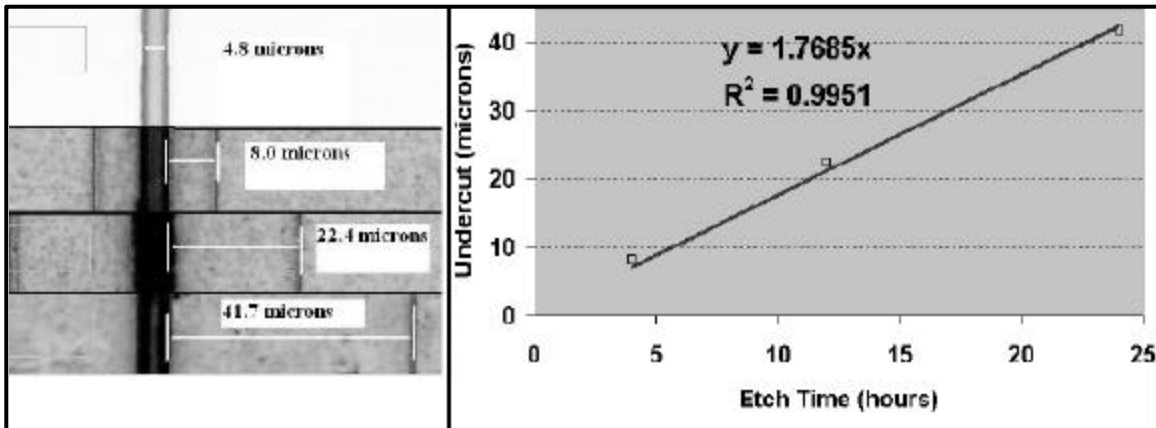 4.8 microns
8.0 microns
22.4 microns
41.7 microns
y = 1.7685x
R² = 0.9951
Undercut (microns)
40
30
20
10
0
0 5 10 15 20 25
Etch Time (hours)